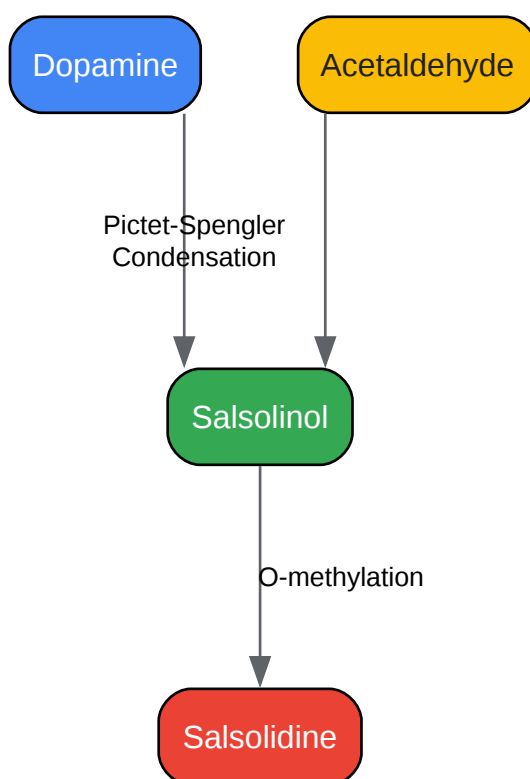 Dopamine
Acetaldehyde
Pictet-Spengler
Condensation
Salsolinol
O-methylation
Salsolidine